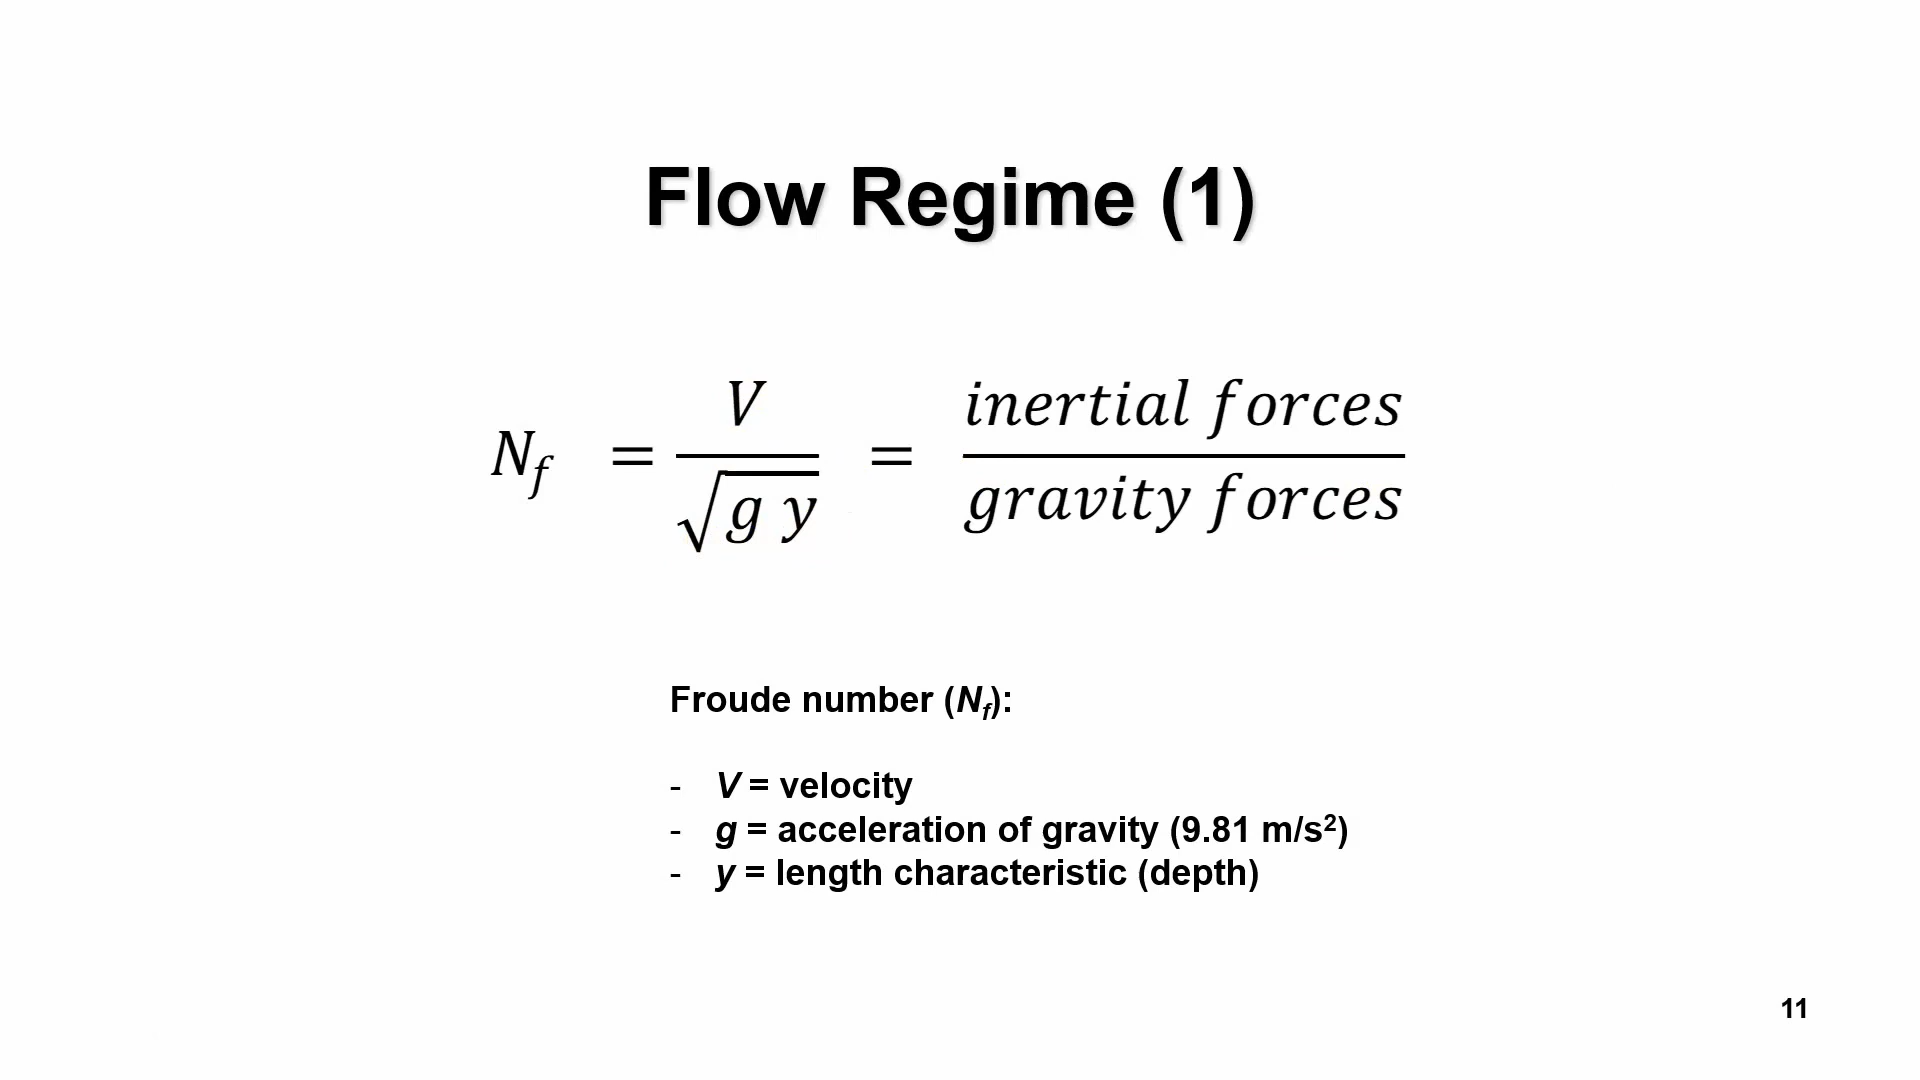 Flow Regime (1)
N_f = V / √(g y) = inertial forces / gravity forces
Froude number (N_f):
- V = velocity
- g = acceleration of gravity (9.81 m/s²)
- y = length characteristic (depth)
11